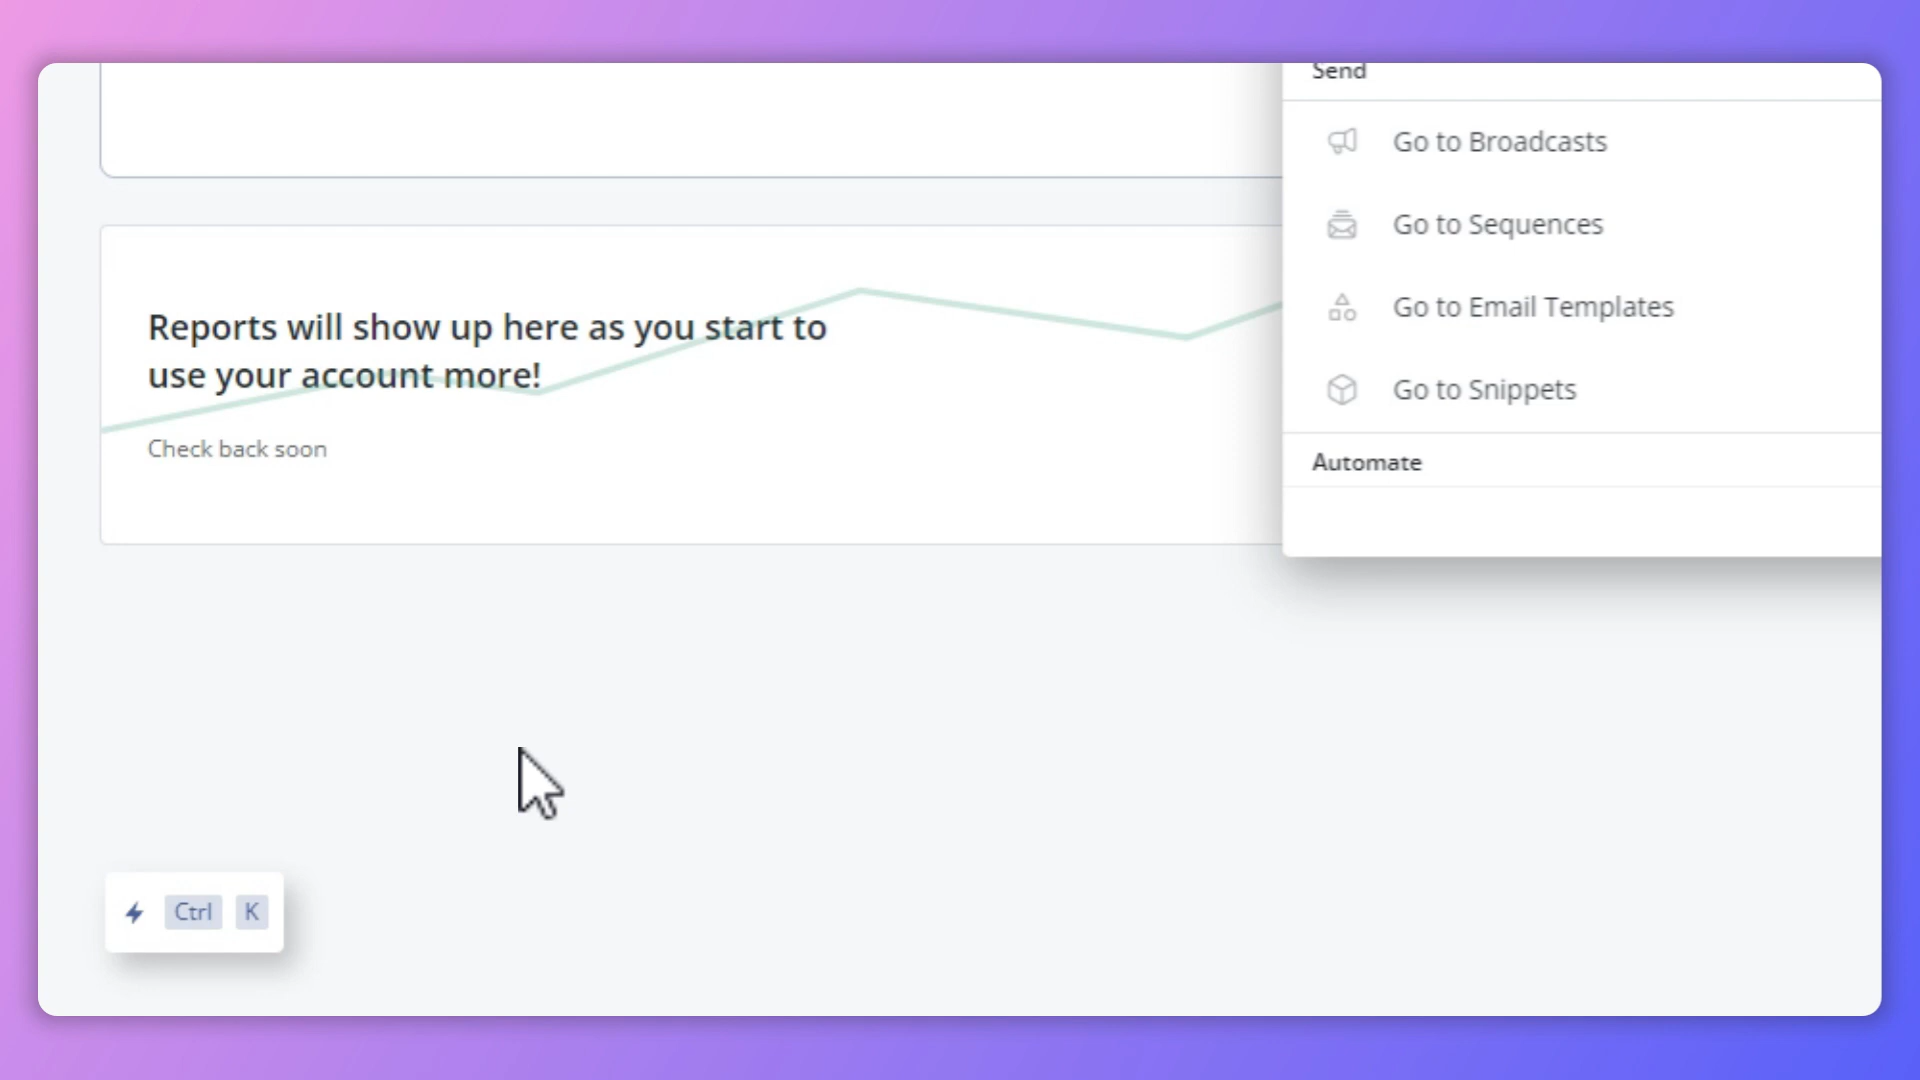 Send
Go to Broadcasts
Go to Sequences
Go to Email Templates
Go to Snippets
Automate
Reports will show up here as you start to
use your account more!
Check back soon
Ctrl K